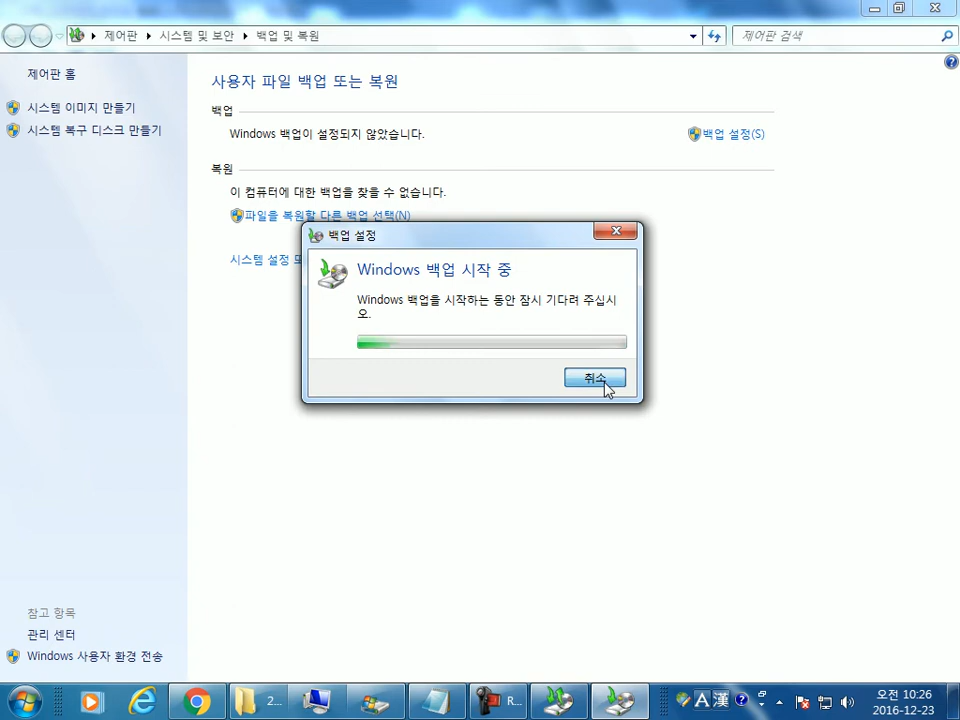 제어판 ▸ 시스템 및 보안 ▸ 백업 및 복원
제어판 검색
제어판 홈
시스템 이미지 만들기
시스템 복구 디스크 만들기
사용자 파일 백업 또는 복원
백업
Windows 백업이 설정되지 않았습니다.
백업 설정(S)
복원
이 컴퓨터에 대한 백업을 찾을 수 없습니다.
파일을 복원할 다른 백업 선택(N)
시스템 설정
백업 설정
Windows 백업 시작 중
Windows 백업을 시작하는 동안 잠시 기다려 주십시
오.
취소
참고 항목
관리 센터
Windows 사용자 환경 전송
2...
R...
A 漢
오전 10:26
2016-12-23